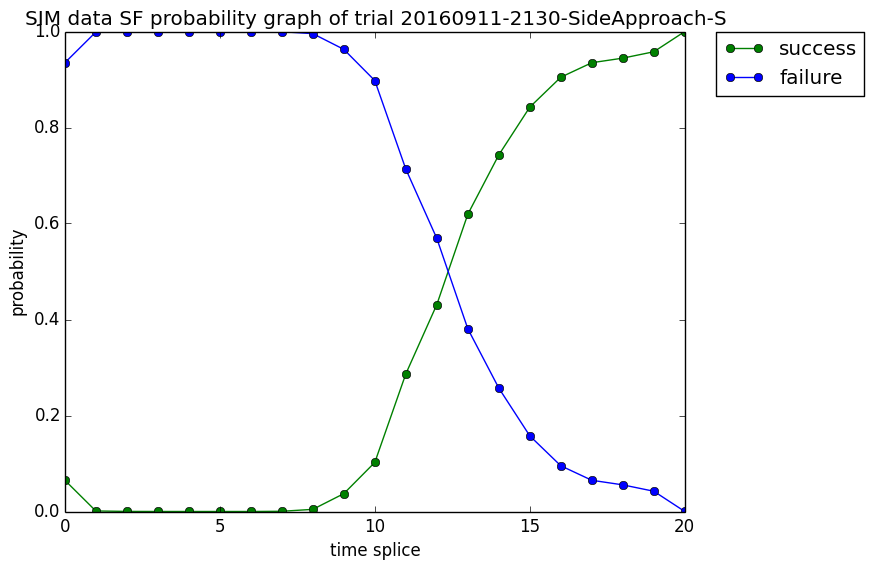 SJM data SF probability graph of trial 20160911-2130-SideApproach-S
success
failure
1.0
0.8
0.6
0.4
0.2
0.0
probability
0 5 10 15 20
time splice